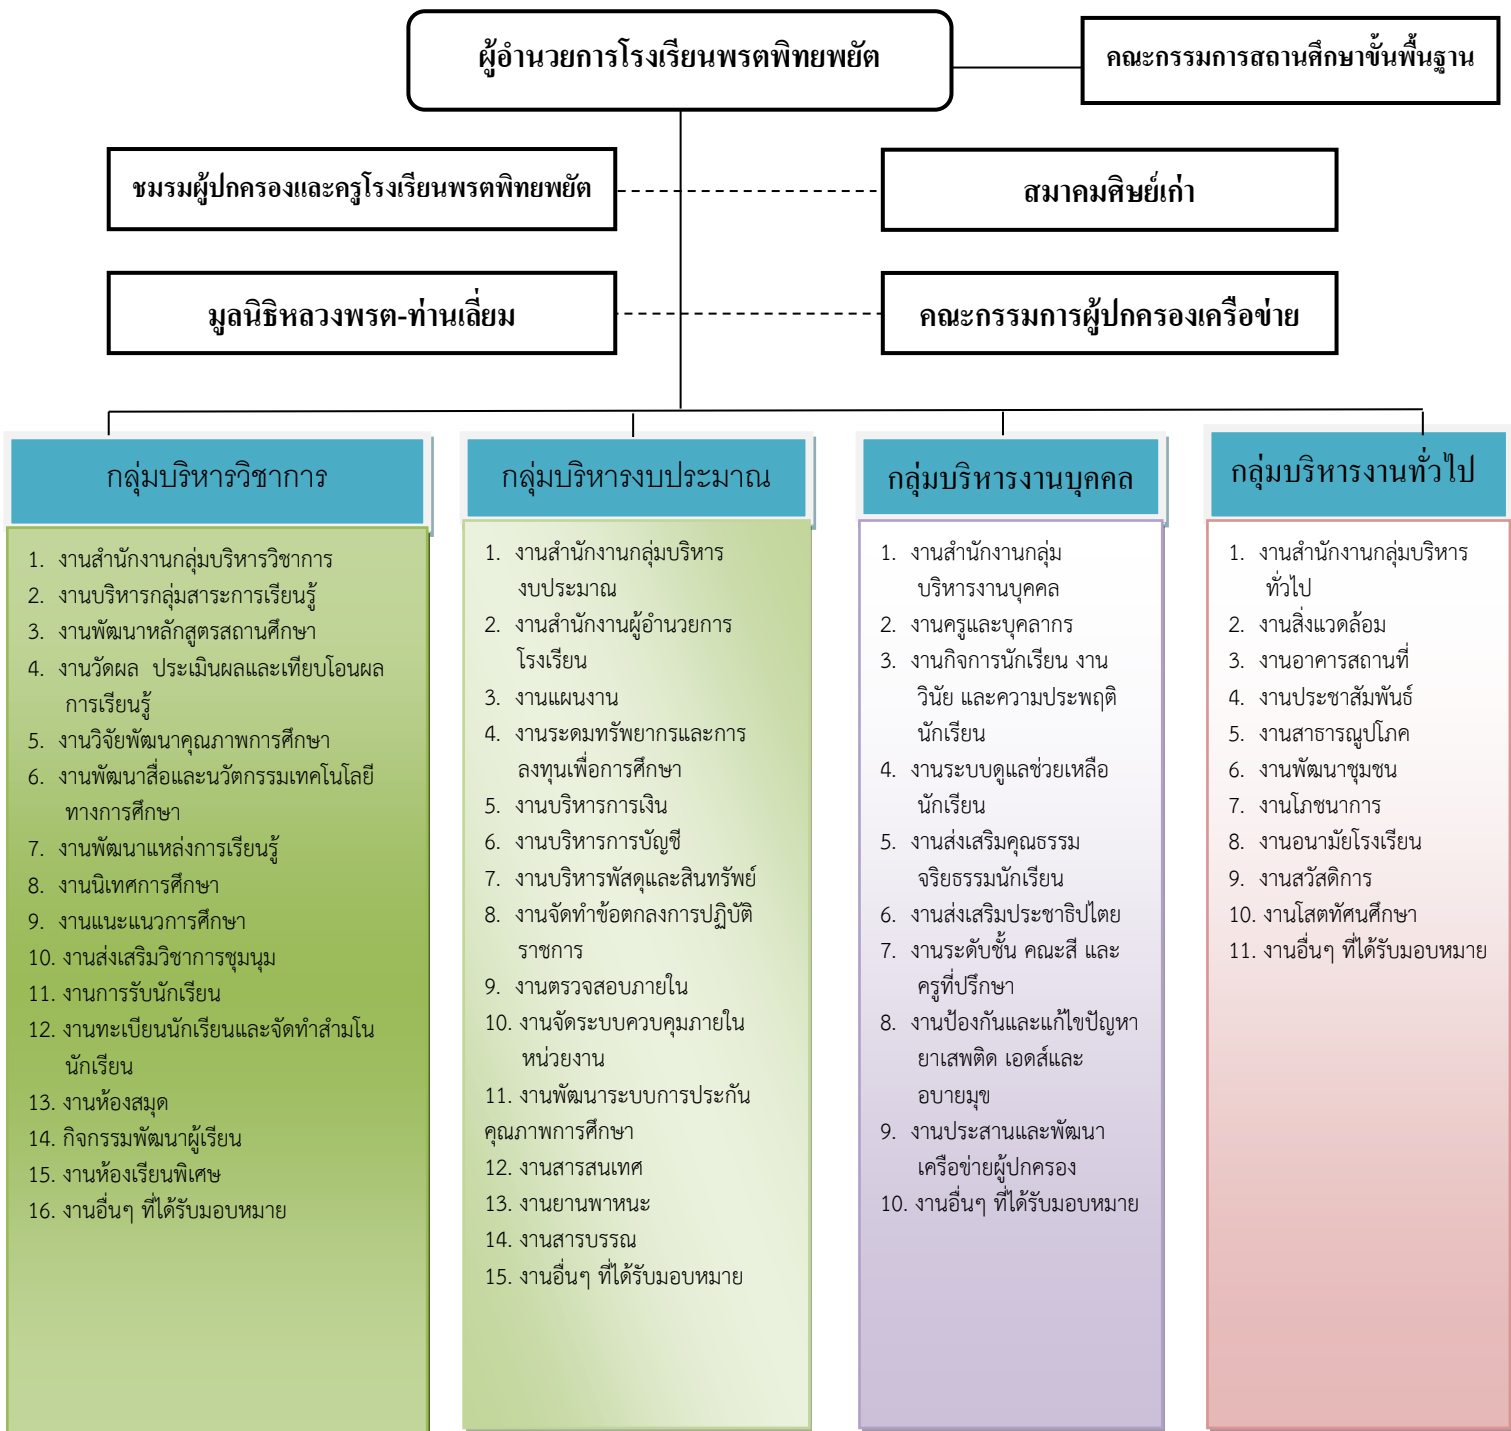 ผู้อำนวยการโรงเรียนพรตพิทยพยัต
คณะกรรมการสถานศึกษาขั้นพื้นฐาน
ชมรมผู้ปกครองและครูโรงเรียนพรตพิทยพยัต
สมาคมศิษย์เก่า
มูลนิธิหลวงพรต-ท่านเลี่ยม
คณะกรรมการผู้ปกครองเครือข่าย
กลุ่มบริหารวิชาการ
1. งานสำนักงานกลุ่มบริหารวิชาการ
2. งานบริหารกลุ่มสาระการเรียนรู้
3. งานพัฒนาหลักสูตรสถานศึกษา
4. งานวัดผล ประเมินผลและเทียบโอนผล
การเรียนรู้
5. งานวิจัยพัฒนาคุณภาพการศึกษา
6. งานพัฒนาสื่อและนวัตกรรมเทคโนโลยี
ทางการศึกษา
7. งานพัฒนาแหล่งการเรียนรู้
8. งานนิเทศการศึกษา
9. งานแนะแนวการศึกษา
10. งานส่งเสริมวิชาการชุมนุม
11. งานการรับนักเรียน
12. งานทะเบียนนักเรียนและจัดทำสำมโน
นักเรียน
13. งานห้องสมุด
14. กิจกรรมพัฒนาผู้เรียน
15. งานห้องเรียนพิเศษ
16. งานอื่นๆ ที่ได้รับมอบหมาย
กลุ่มบริหารงบประมาณ
1. งานสำนักงานกลุ่มบริหาร
งบประมาณ
2. งานสำนักงานผู้อำนวยการ
โรงเรียน
3. งานแผนงาน
4. งานระดมทรัพยากรและการ
ลงทุนเพื่อการศึกษา
5. งานบริหารการเงิน
6. งานบริหารการบัญชี
7. งานบริหารพัสดุและสินทรัพย์
8. งานจัดทำข้อตกลงการปฏิบัติ
ราชการ
9. งานตรวจสอบภายใน
10. งานจัดระบบควบคุมภายใน
หน่วยงาน
11. งานพัฒนาระบบการประกัน
คุณภาพการศึกษา
12. งานสารสนเทศ
13. งานยานพาหนะ
14. งานสารบรรณ
15. งานอื่นๆ ที่ได้รับมอบหมาย
กลุ่มบริหารงานบุคคล
1. งานสำนักงานกลุ่ม
บริหารงานบุคคล
2. งานครูและบุคลากร
3. งานกิจการนักเรียน งาน
วินัย และความประพฤติ
นักเรียน
4. งานระบบดูแลช่วยเหลือ
นักเรียน
5. งานส่งเสริมคุณธรรม
จริยธรรมนักเรียน
6. งานส่งเสริมประชาธิปไตย
7. งานระดับชั้น คณะสี และ
ครูที่ปรึกษา
8. งานป้องกันและแก้ไขปัญหา
ยาเสพติด เอดส์และ
อบายมุข
9. งานประสานและพัฒนา
เครือข่ายผู้ปกครอง
10. งานอื่นๆ ที่ได้รับมอบหมาย
กลุ่มบริหารงานทั่วไป
1. งานสำนักงานกลุ่มบริหาร
ทั่วไป
2. งานสิ่งแวดล้อม
3. งานอาคารสถานที่
4. งานประชาสัมพันธ์
5. งานสาธารณูปโภค
6. งานพัฒนาชุมชน
7. งานโภชนาการ
8. งานอนามัยโรงเรียน
9. งานสวัสดิการ
10. งานโสตทัศนศึกษา
11. งานอื่นๆ ที่ได้รับมอบหมาย